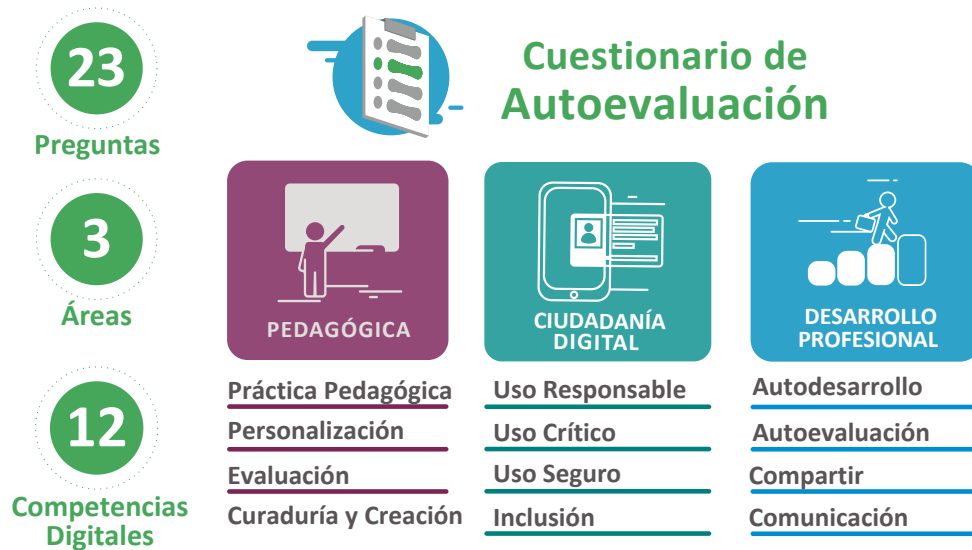 23
Preguntas
3
Áreas
12
Competencias
Digitales
Cuestionario de
Autoevaluación
PEDAGÓGICA
Práctica Pedagógica
Personalización
Evaluación
Curaduría y Creación
CIUDADANÍA
DIGITAL
Uso Responsable
Uso Crítico
Uso Seguro
Inclusión
DESARROLLO
PROFESIONAL
Autodesarrollo
Autoevaluación
Compartir
Comunicación